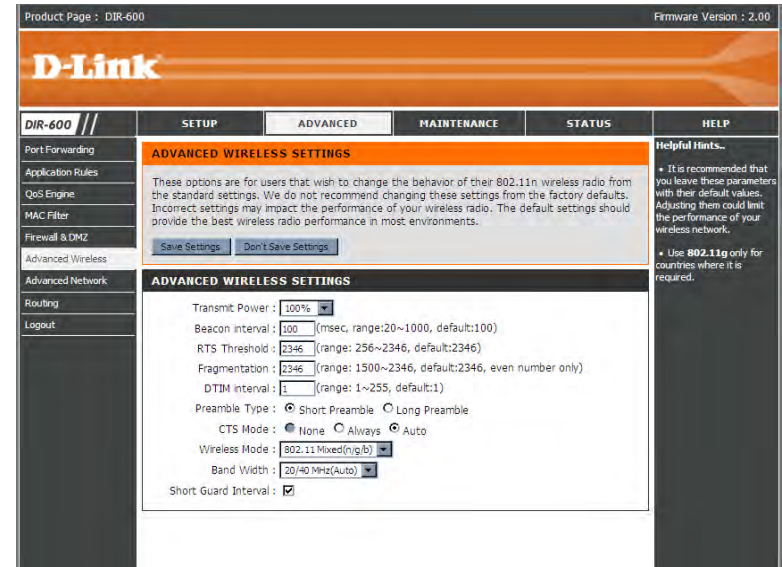 Product Page : DIR-600
Firmware Version : 2.00
D-Link
DIR-600 //
SETUP
ADVANCED
MAINTENANCE
STATUS
HELP
Port Forwarding
Application Rules
QoS Engine
MAC Filter
Firewall & DMZ
Advanced Wireless
Advanced Network
Routing
Logout
ADVANCED WIRELESS SETTINGS
These options are for users that wish to change the behavior of their 802.11n wireless radio from
the standard settings. We do not recommend changing these settings from the factory defaults.
Incorrect settings may impact the performance of your wireless radio. The default settings should
provide the best wireless radio performance in most environments.
Save Settings
Don't Save Settings
ADVANCED WIRELESS SETTINGS
Transmit Power : 100%
Beacon interval : 100 (msec, range:20~1000, default:100)
RTS Threshold : 2346 (range: 256~2346, default:2346)
Fragmentation : 2346 (range: 1500~2346, default:2346, even number only)
DTIM interval : 1 (range: 1~255, default:1)
Preamble Type : Short Preamble Long Preamble
CTS Mode : None Always Auto
Wireless Mode : 802.11 Mixed(n/g/b)
Band Width : 20/40 MHz(Auto)
Short Guard Interval :
Helpful Hints..
• It is recommended that
you leave these parameters
with their default values.
Adjusting them could limit
the performance of your
wireless network.
• Use 802.11g only for
countries where it is
required.